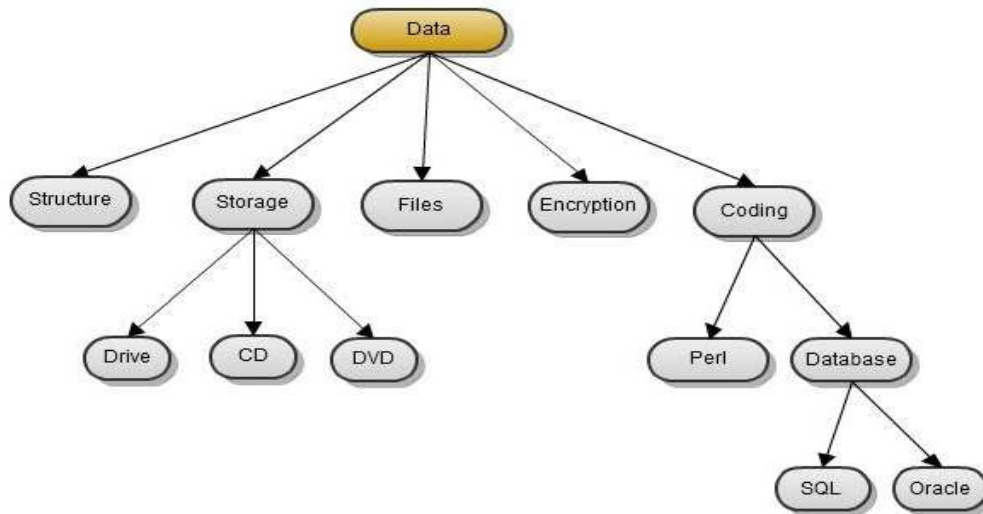 Data
Structure
Storage
Files
Encryption
Coding
Drive
CD
DVD
Perl
Database
SQL
Oracle